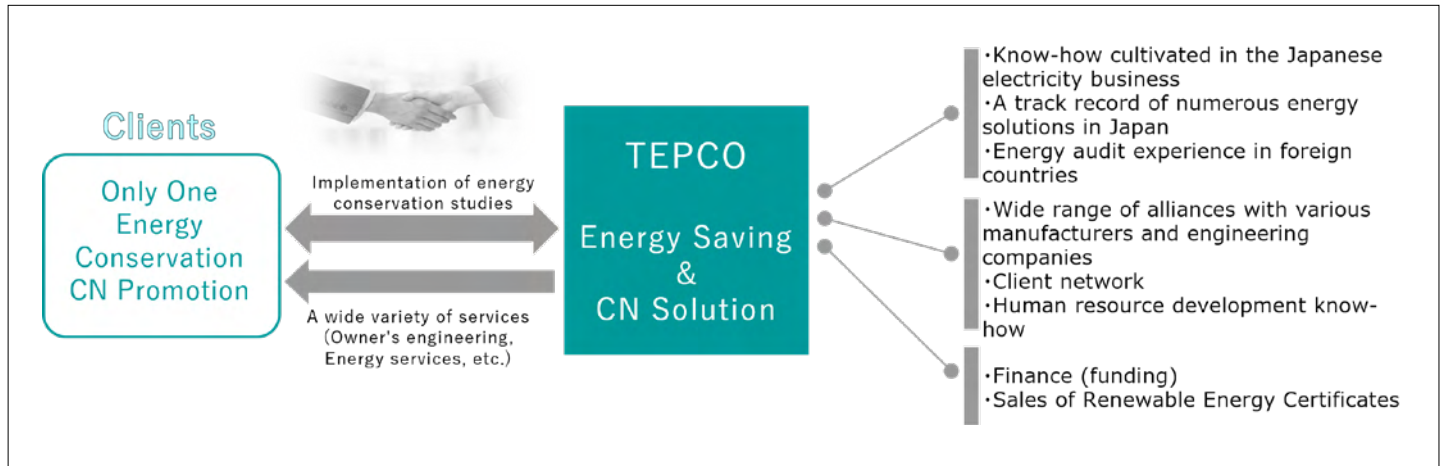 Clients
Only One
Energy
Conservation
CN Promotion
Implementation of energy
conservation studies
A wide variety of services
(Owner's engineering,
Energy services, etc.)
TEPCO
Energy Saving
&
CN Solution
・Know-how cultivated in the Japanese
electricity business
・A track record of numerous energy
solutions in Japan
・Energy audit experience in foreign
countries
・Wide range of alliances with various
manufacturers and engineering
companies
・Client network
・Human resource development know-
how
・Finance (funding)
・Sales of Renewable Energy Certificates